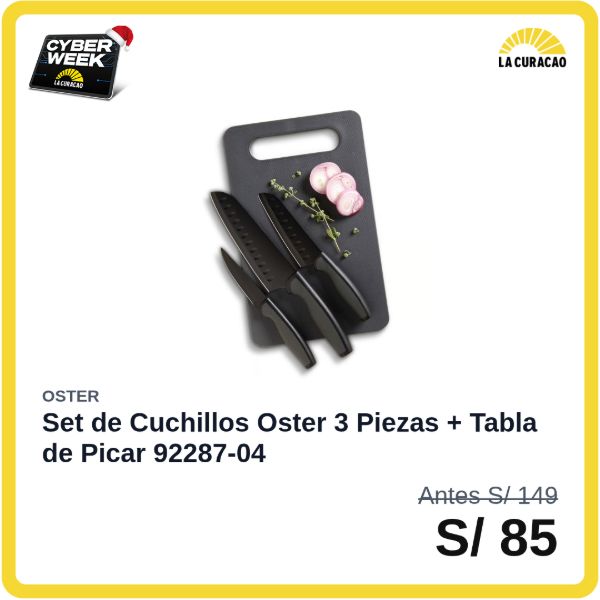 CYBER
WEEK
LA CURACAO
LA CURACAO
OSTER
Set de Cuchillos Oster 3 Piezas + Tabla
de Picar 92287-04
Antes S/ 149
S/ 85